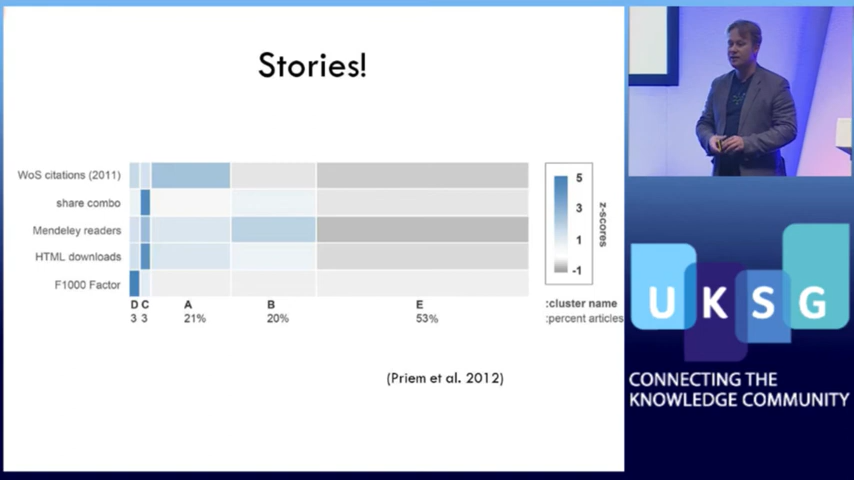 Stories!
WoS citations (2011)
share combo
Mendeley readers
HTML downloads
F1000 Factor
D C A B E
3 3 21% 20% 53%
:cluster name
:percent articles
5
3
1
-1
z-scores
(Priem et al. 2012)
UKSG
CONNECTING THE
KNOWLEDGE COMMUNITY